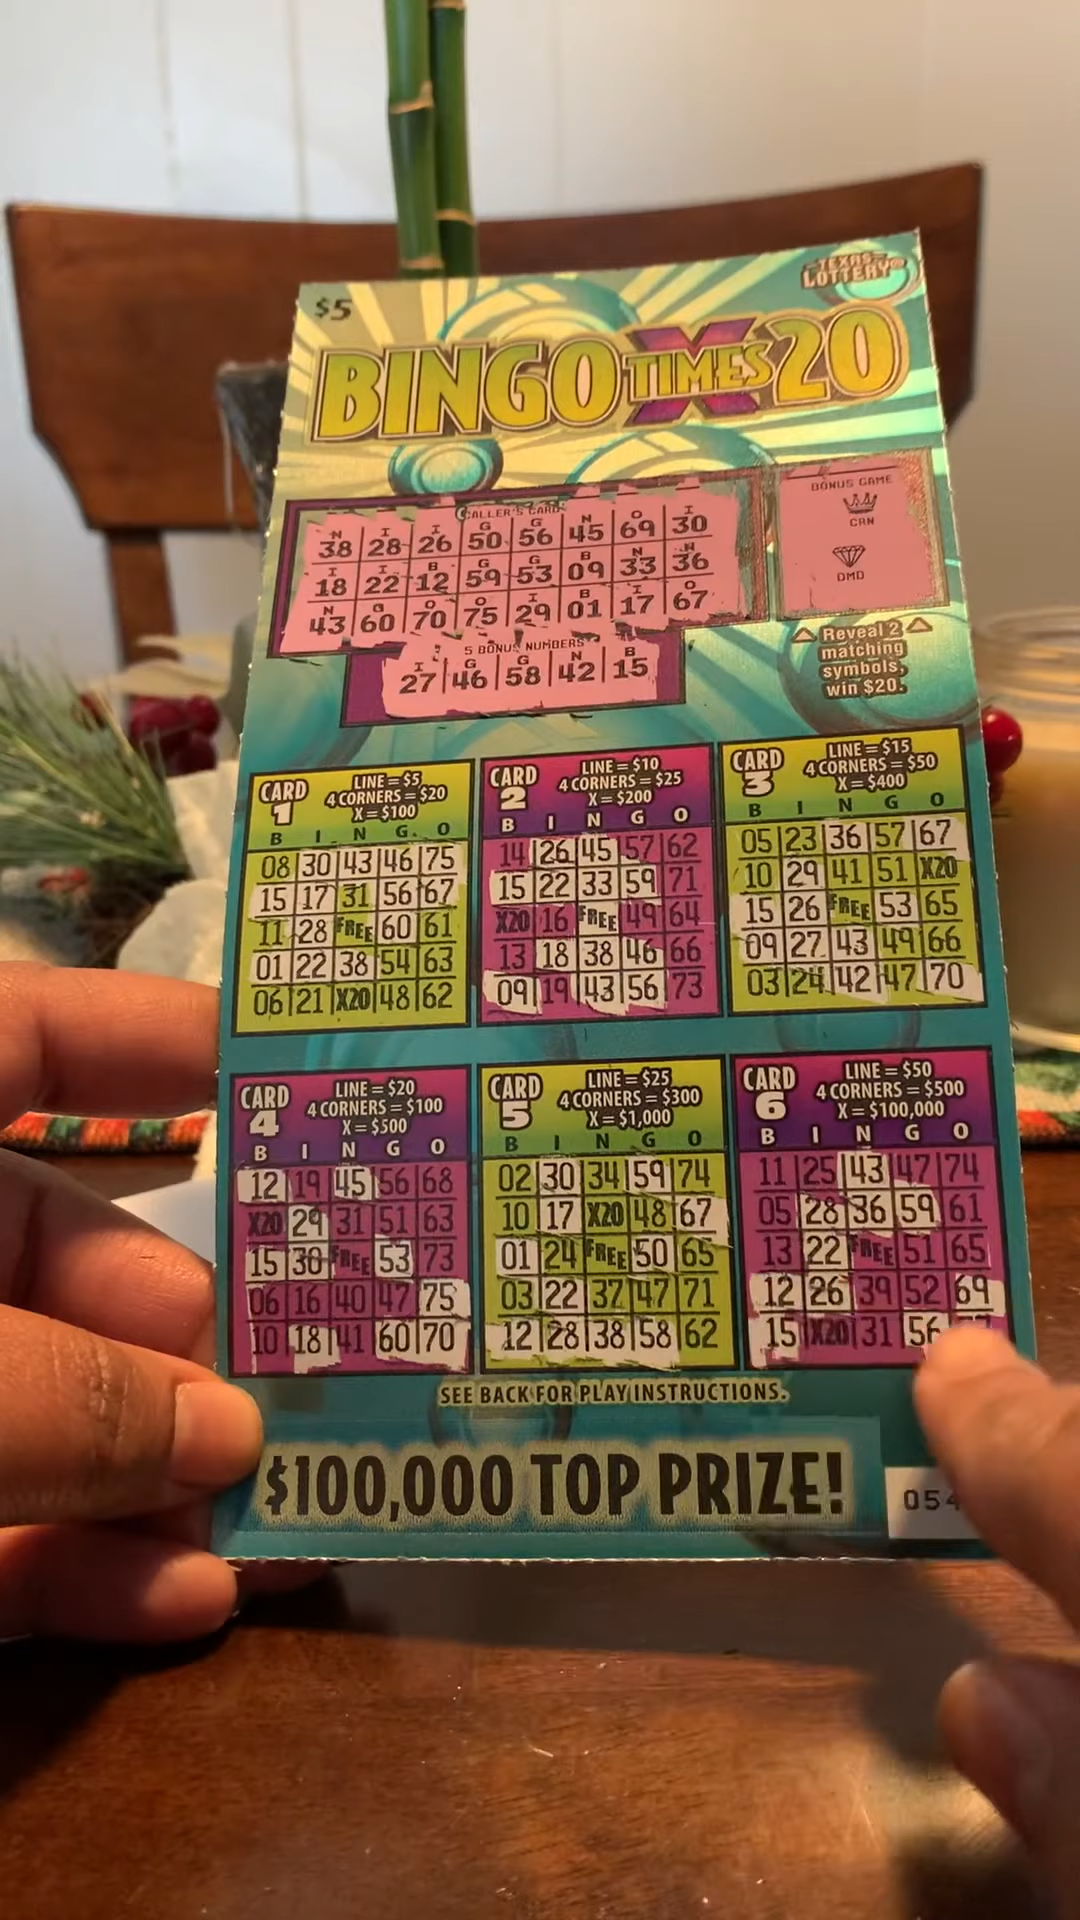 TEXAS LOTTERY®
$5
BINGO TIMES X 20
CALLER'S CARD
N I I G G N O I
38 28 26 50 56 45 69 30
I I B G G B N N
18 22 12 59 53 09 33 36
N G O O I B I O
43 60 70 75 29 01 17 67
5 BONUS NUMBERS
I G G N B
27 46 58 42 15
BONUS GAME
CRN
DMD
Reveal 2
matching
symbols,
win $20.
CARD 1
LINE = $5
4 CORNERS = $20
X = $100
B I N G O
08 30 43 46 75
15 17 31 56 67
11 28 FREE 60 61
01 22 38 54 63
06 21 X20 48 62
CARD 2
LINE = $10
4 CORNERS = $25
X = $200
B I N G O
14 26 45 57 62
15 22 33 59 71
X20 16 FREE 49 64
13 18 38 46 66
09 19 43 56 73
CARD 3
LINE = $15
4 CORNERS = $50
X = $400
B I N G O
05 23 36 57 67
10 29 41 51 X20
15 26 FREE 53 65
09 27 43 49 66
03 24 42 47 70
CARD 4
LINE = $20
4 CORNERS = $100
X = $500
B I N G O
12 19 45 56 68
X20 29 31 51 63
15 30 FREE 53 73
06 16 40 47 75
10 18 41 60 70
CARD 5
LINE = $25
4 CORNERS = $300
X = $1,000
B I N G O
02 30 34 59 74
10 17 X20 48 67
01 24 FREE 50 65
03 22 37 47 71
12 28 38 58 62
CARD 6
LINE = $50
4 CORNERS = $500
X = $100,000
B I N G O
11 25 43 47 74
05 28 36 59 61
13 22 FREE 51 65
12 26 39 52 69
15 X20 31 56
SEE BACK FOR PLAY INSTRUCTIONS.
$100,000 TOP PRIZE!
054